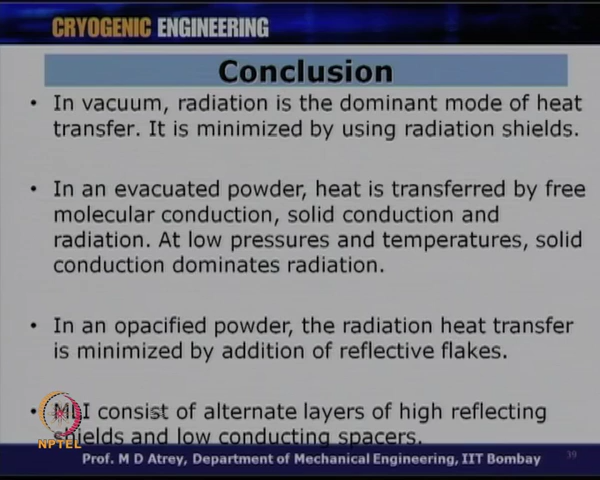 CRYOGENIC ENGINEERING
Conclusion
• In vacuum, radiation is the dominant mode of heat
transfer. It is minimized by using radiation shields.
• In an evacuated powder, heat is transferred by free
molecular conduction, solid conduction and
radiation. At low pressures and temperatures, solid
conduction dominates radiation.
• In an opacified powder, the radiation heat transfer
is minimized by addition of reflective flakes.
• MLI consist of alternate layers of high reflecting
shields and low conducting spacers.
NPTEL
Prof. M D Atrey, Department of Mechanical Engineering, IIT Bombay
39